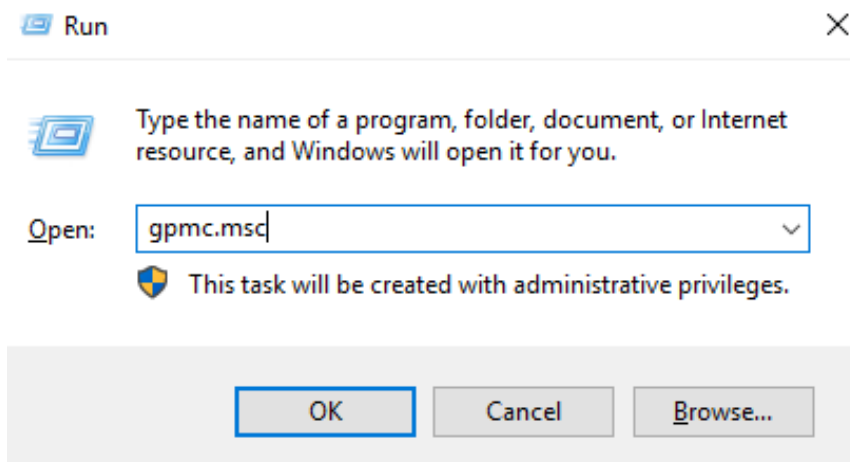 Run
Type the name of a program, folder, document, or Internet
resource, and Windows will open it for you.
Open: gpmc.msc
This task will be created with administrative privileges.
OK Cancel Browse...